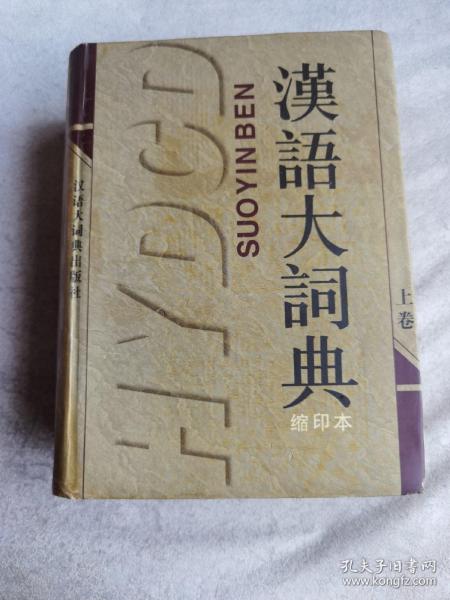 漢語大詞典
缩印本
SUOYINBEN
HYDCD
上卷
汉语大词典出版社
孔夫子旧书网
www.kongfz.com